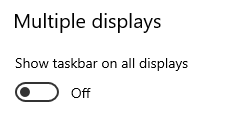 Multiple displays
Show taskbar on all displays
Off